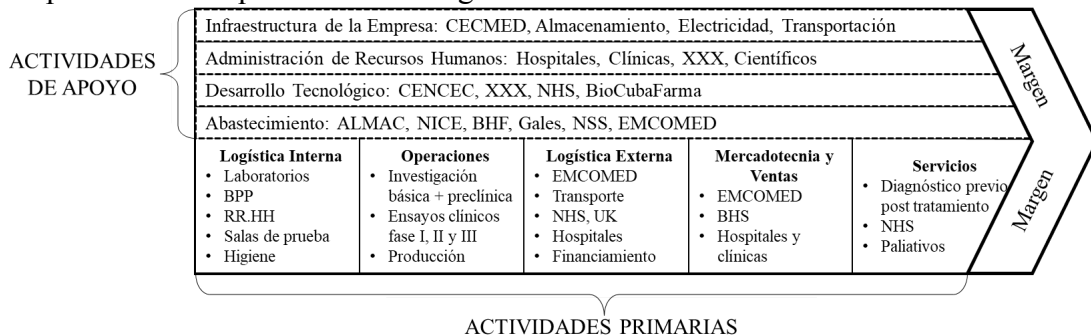 Infraestructura de la Empresa: CECMED, Almacenamiento, Electricidad, Transportación
ACTIVIDADES
DE APOYO
Administración de Recursos Humanos: Hospitales, Clínicas, XXX, Científicos
Desarrollo Tecnológico: CENCEC, XXX, NHS, BioCubaFarma
Abastecimiento: ALMAC, NICE, BHF, Gales, NSS, EMCOMED
Margen
Logística Interna
• Laboratorios
• BPP
• RR.HH
• Salas de prueba
• Higiene
Operaciones
• Investigación
básica + preclínica
• Ensayos clínicos
fase I, II y III
• Producción
Logística Externa
• EMCOMED
• Transporte
• NHS, UK
• Hospitales
• Financiamiento
Mercadotecnia y
Ventas
• EMCOMED
• BHS
• Hospitales y
clínicas
Servicios
• Diagnóstico previo
post tratamiento
• NHS
• Paliativos
Margen
ACTIVIDADES PRIMARIAS